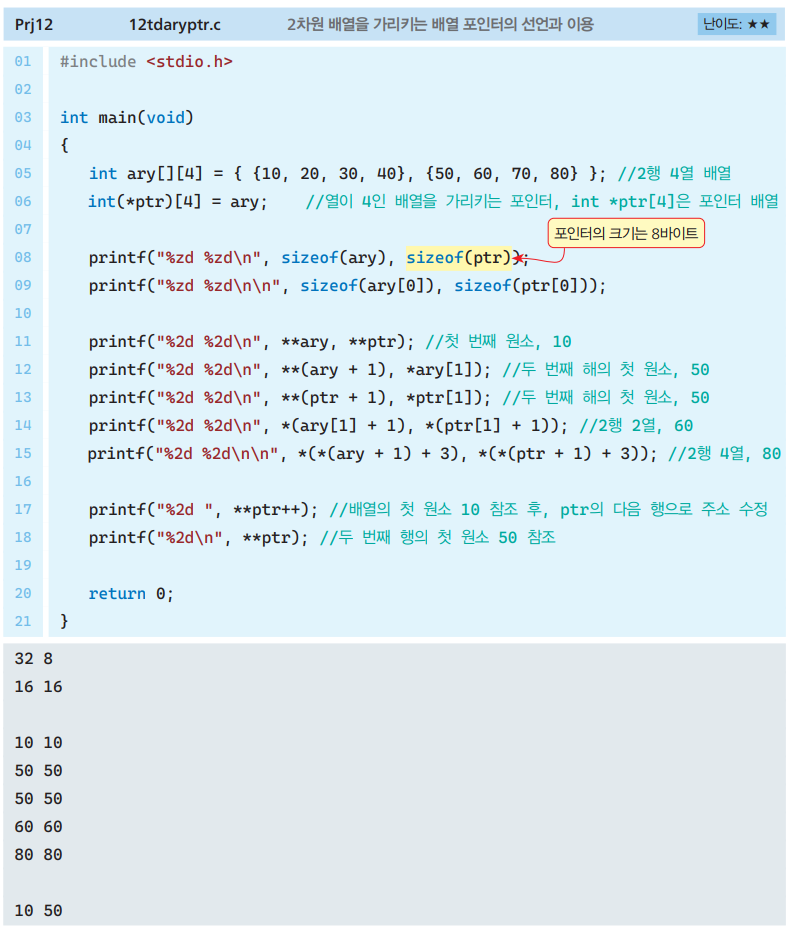 Prj12 12tdaryptr.c 2차원 배열을 가리키는 배열 포인터의 선언과 이용 난이도: ★★
01 #include <stdio.h>
02
03 int main(void)
04 {
05 int ary[][4] = { {10, 20, 30, 40}, {50, 60, 70, 80} }; //2행 4열 배열
06 int(*ptr)[4] = ary; //열이 4인 배열을 가리키는 포인터, int *ptr[4]은 포인터 배열
07
포인터의 크기는 8바이트
08 printf("%zd %zd\n", sizeof(ary), sizeof(ptr));
09 printf("%zd %zd\n\n", sizeof(ary[0]), sizeof(ptr[0]));
10
11 printf("%2d %2d\n", **ary, **ptr); //첫 번째 원소, 10
12 printf("%2d %2d\n", **(ary + 1), *ary[1]); //두 번째 해의 첫 원소, 50
13 printf("%2d %2d\n", **(ptr + 1), *ptr[1]); //두 번째 해의 첫 원소, 50
14 printf("%2d %2d\n", *(ary[1] + 1), *(ptr[1] + 1)); //2행 2열, 60
15 printf("%2d %2d\n\n", *(*(ary + 1) + 3), *(*(ptr + 1) + 3)); //2행 4열, 80
16
17 printf("%2d ", **ptr++); //배열의 첫 원소 10 참조 후, ptr의 다음 행으로 주소 수정
18 printf("%2d\n", **ptr); //두 번째 행의 첫 원소 50 참조
19
20 return 0;
21 }
32 8
16 16
10 10
50 50
50 50
60 60
80 80
10 50